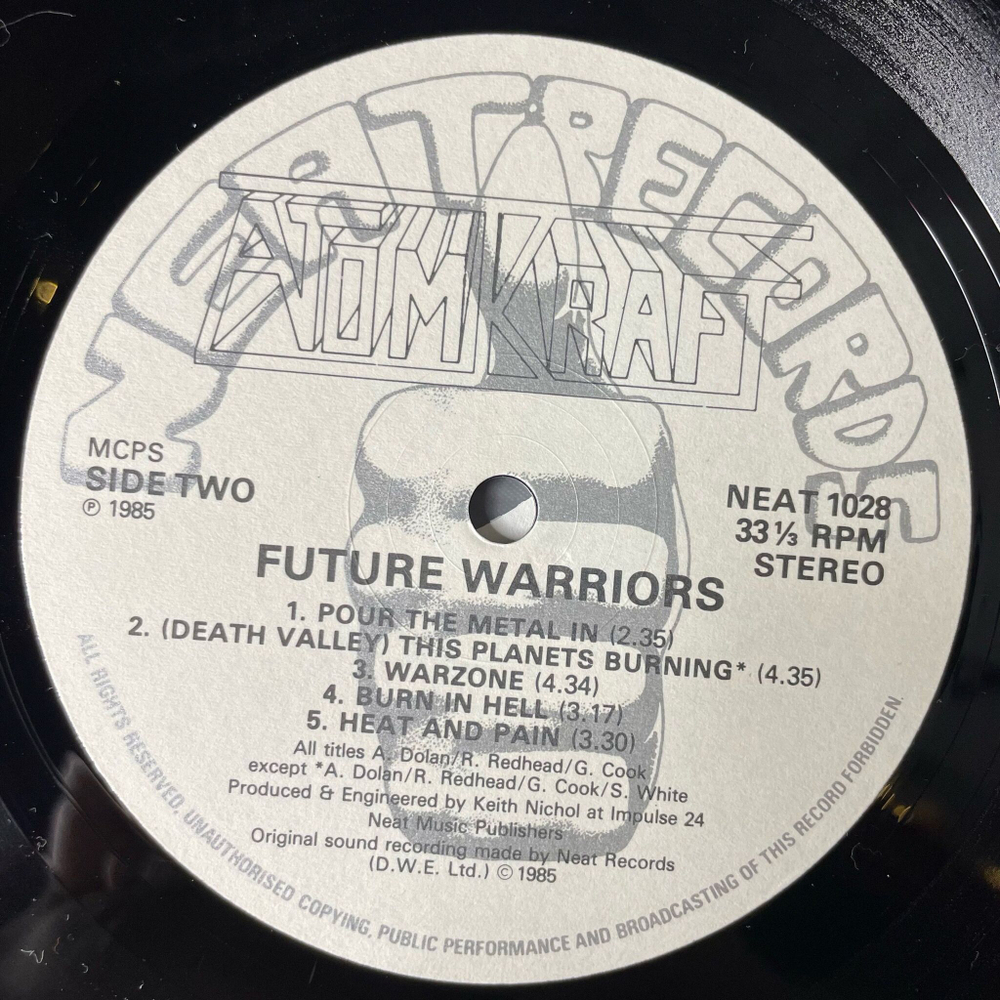 NEAT RECORDS
ATOMKRAFT
MCPS
SIDE TWO
℗ 1985
NEAT 1028
33⅓ RPM
STEREO
FUTURE WARRIORS
1. POUR THE METAL IN (2.35)
2. (DEATH VALLEY) THIS PLANETS BURNING* (4.35)
3. WARZONE (4.34)
4. BURN IN HELL (3.17)
5. HEAT AND PAIN (3.30)
All titles A. Dolan/R. Redhead/G. Cook
except *A. Dolan/R. Redhead/G. Cook/S. White
Produced & Engineered by Keith Nichol at Impulse 24
Neat Music Publishers
Original sound recording made by Neat Records
(D.W.E. Ltd.) © 1985
ALL RIGHTS RESERVED. UNAUTHORISED COPYING, PUBLIC PERFORMANCE AND BROADCASTING OF THIS RECORD FORBIDDEN.